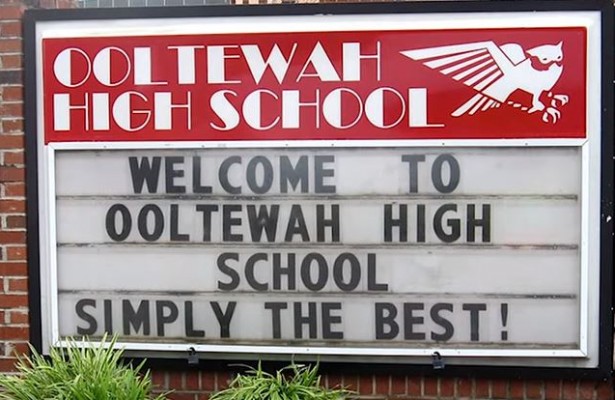 OOLTEWAH
HIGH SCHOOL
WELCOME TO
OOLTEWAH HIGH
SCHOOL
SIMPLY THE BEST!